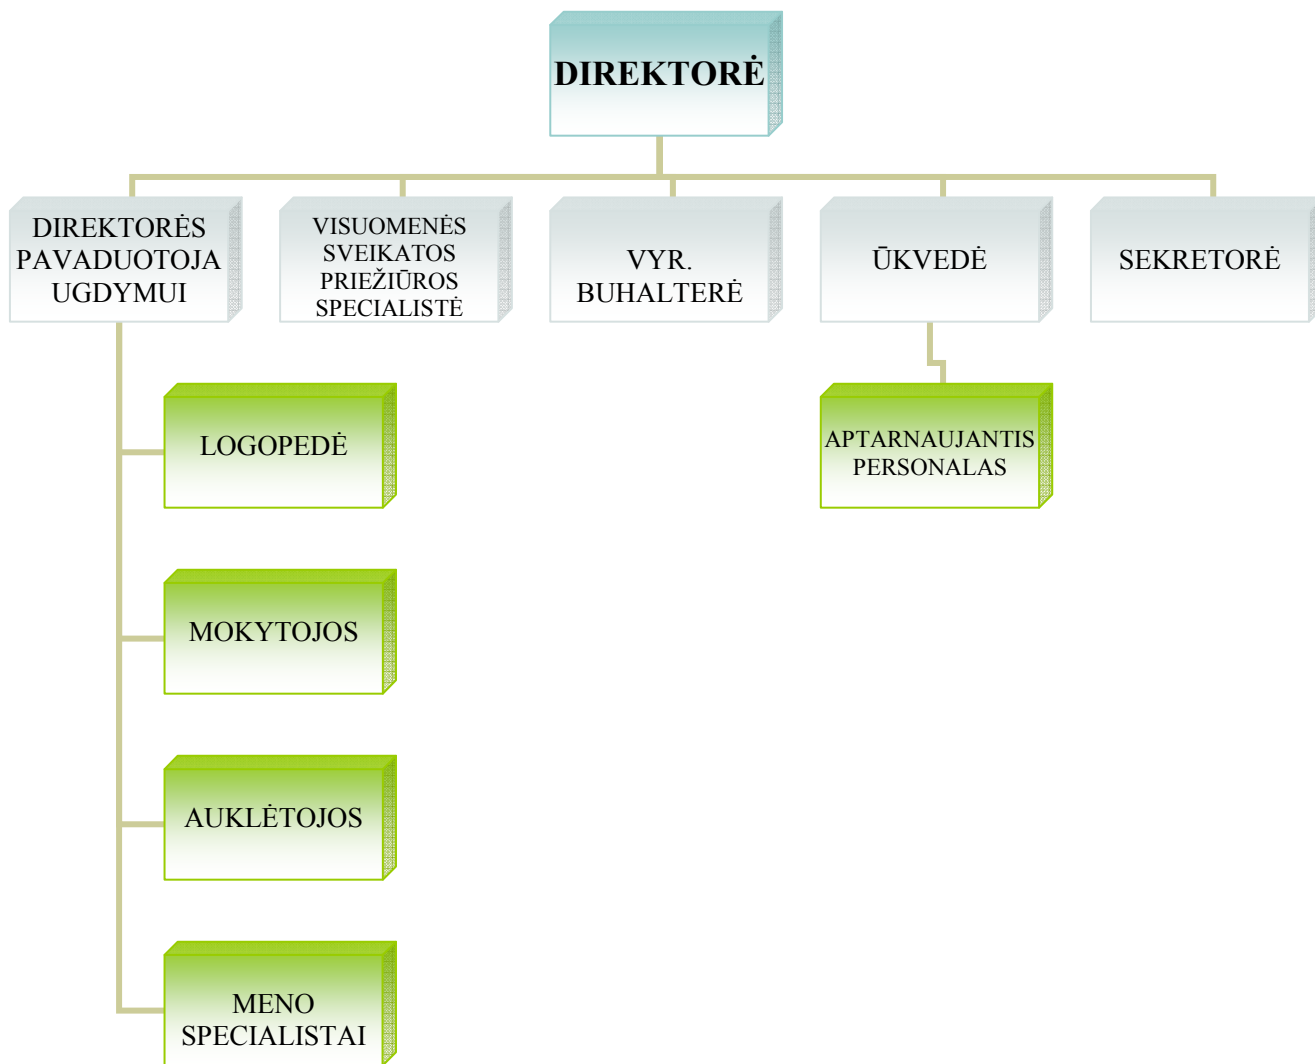 DIREKTORĖ
DIREKTORĖS
PAVADUOTOJA
UGDYMUI
VISUOMENĖS
SVEIKATOS
PRIEŽIŪROS
SPECIALISTĖ
VYR.
BUHALTERĖ
ŪKVEDĖ
SEKRETORĖ
LOGOPEDĖ
APTARNAUJANTIS
PERSONALAS
MOKYTOJOS
AUKLĖTOJOS
MENO
SPECIALISTAI